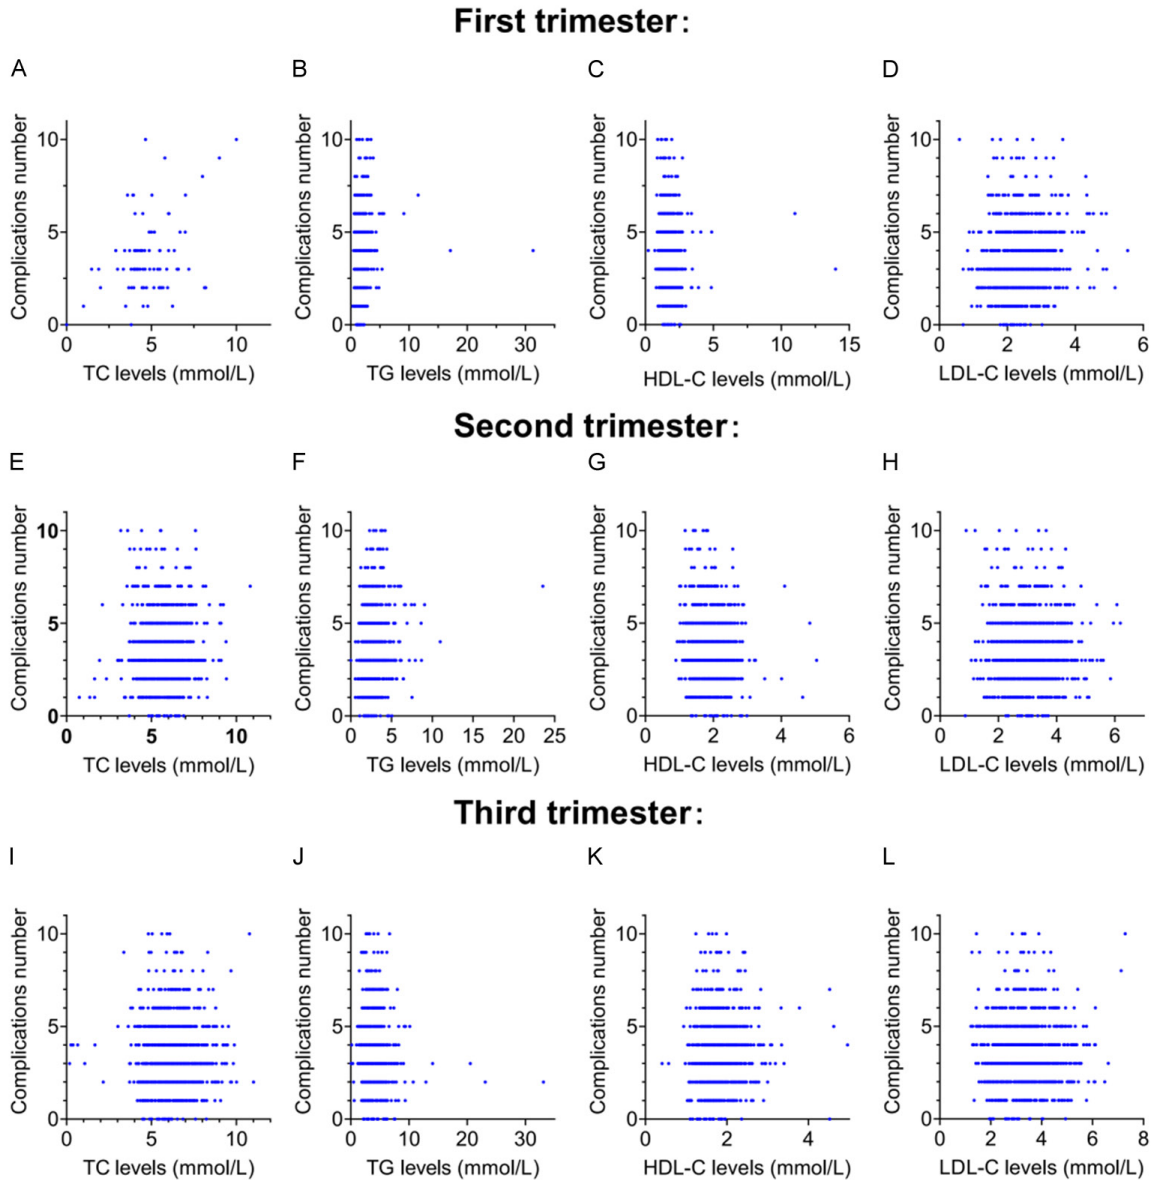 First trimester:
A B C D
Complications number Complications number Complications number Complications number
10 10 10 10
5 5 5 5
0 0 0 0
0 5 10 0 10 20 30 0 5 10 15 0 2 4 6
TC levels (mmol/L) TG levels (mmol/L) HDL-C levels (mmol/L) LDL-C levels (mmol/L)
Second trimester:
E F G H
Complications number Complications number Complications number Complications number
10 10 10 10
5 5 5 5
0 0 0 0
0 5 10 0 5 10 15 20 25 0 2 4 6 0 2 4 6
TC levels (mmol/L) TG levels (mmol/L) HDL-C levels (mmol/L) LDL-C levels (mmol/L)
Third trimester:
I J K L
Complications number Complications number Complications number Complications number
10 10 10 10
5 5 5 5
0 0 0 0
0 5 10 0 10 20 30 0 2 4 0 2 4 6 8
TC levels (mmol/L) TG levels (mmol/L) HDL-C levels (mmol/L) LDL-C levels (mmol/L)